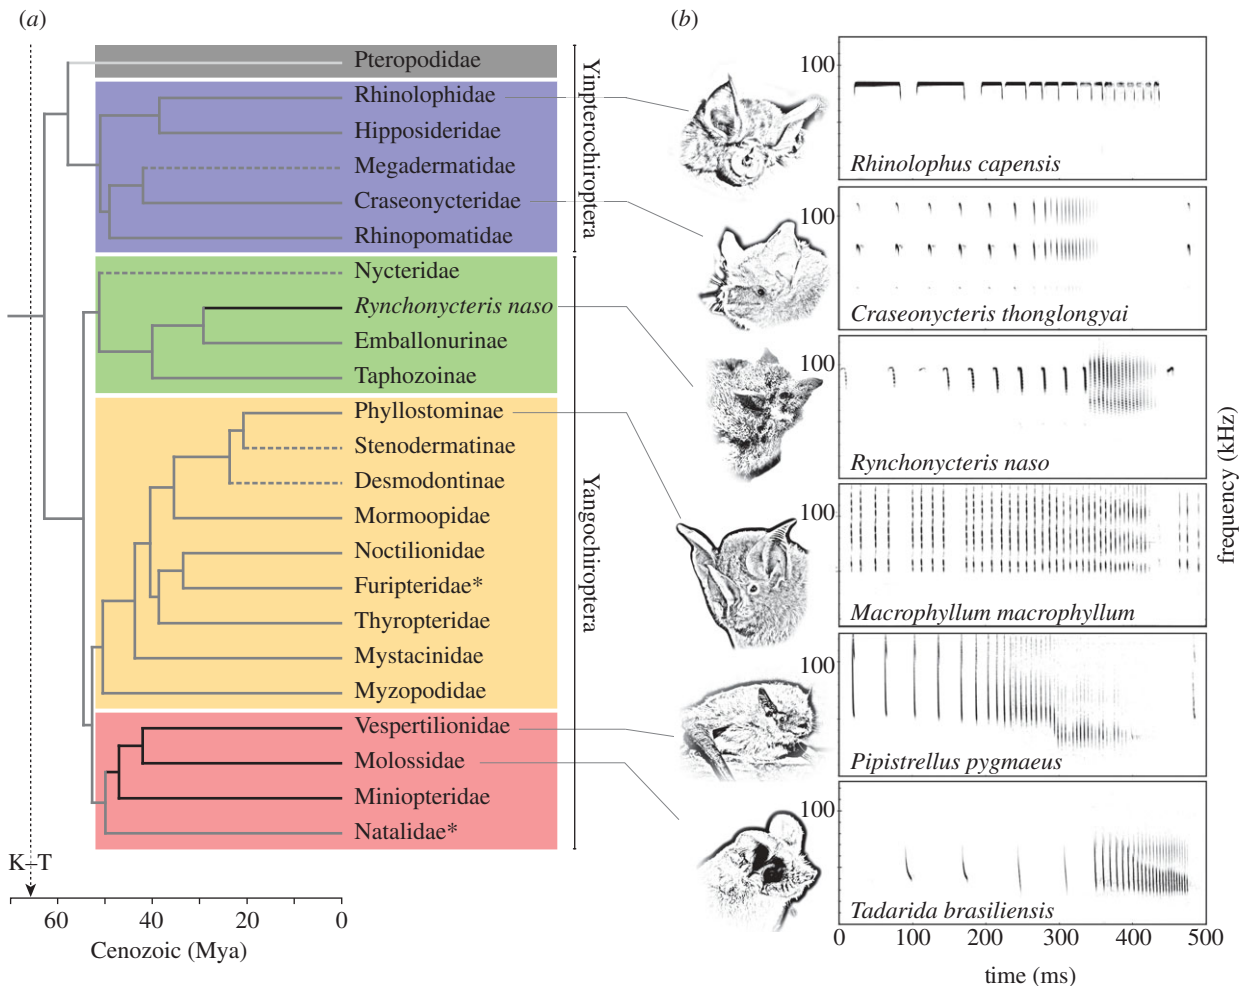 (a)
Pteropodidae
Rhinolophidae
Hipposideridae
Megadermatidae
Craseonycteridae
Rhinopomatidae
Yinpterochiroptera
Nycteridae
Rynchonycteris naso
Emballonurinae
Taphozoinae
Phyllostominae
Stenodermatinae
Desmodontinae
Mormoopidae
Noctilionidae
Furipteridae*
Thyropteridae
Mystacinidae
Myzopodidae
Vespertilionidae
Molossidae
Miniopteridae
Natalidae*
Yangochiroptera
K–T
60 40 20 0
Cenozoic (Mya)
(b)
100
Rhinolophus capensis
100
Craseonycteris thonglongyai
100
Rynchonycteris naso
100
Macrophyllum macrophyllum
100
Pipistrellus pygmaeus
100
Tadarida brasiliensis
0 100 200 300 400 500
time (ms)
frequency (kHz)